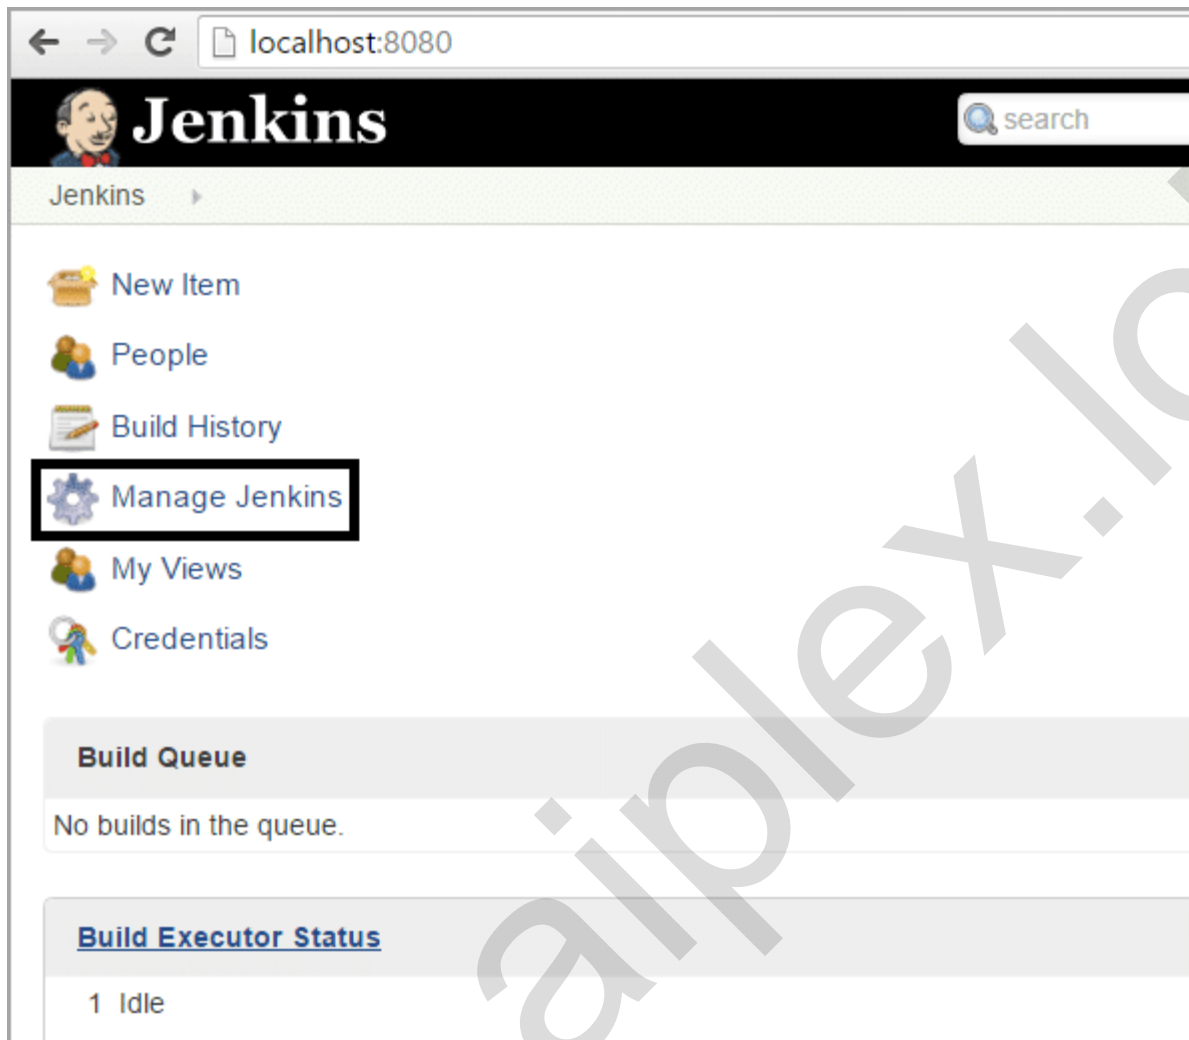 localhost:8080
Jenkins
search
Jenkins
New Item
People
Build History
Manage Jenkins
My Views
Credentials
Build Queue
No builds in the queue.
Build Executor Status
1 Idle